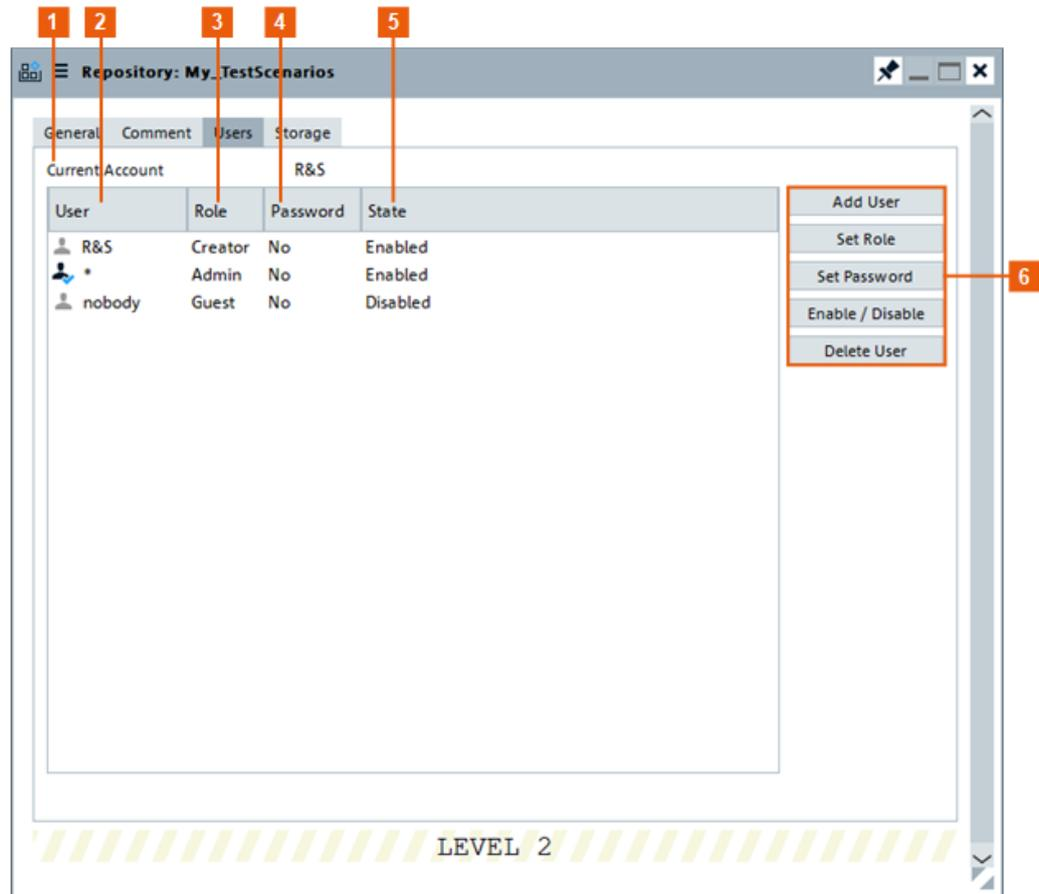 1 2 3 4 5
Repository: My_TestScenarios
General Comment Users Storage
Current Account R&S
User Role Password State
R&S Creator No Enabled
* Admin No Enabled
nobody Guest No Disabled
Add User
Set Role
Set Password
Enable / Disable
Delete User
6
LEVEL 2